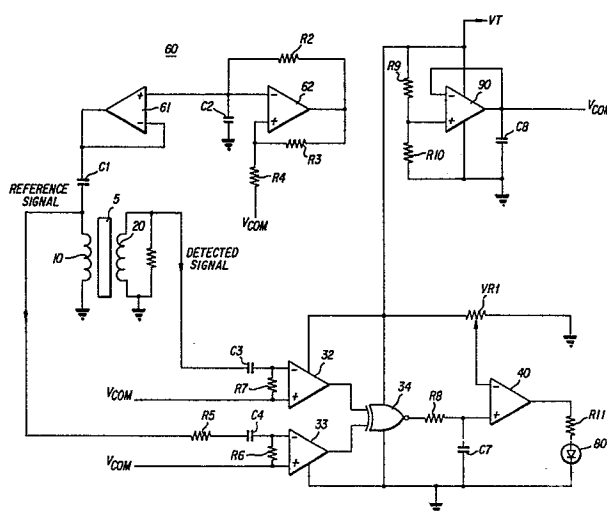 60
R2
VT
R9
90
61
C2
62
VCOM
C8
R3
R10
C1
R4
REFERENCE SIGNAL
5
VCOM
20
10
DETECTED SIGNAL
VR1
C3
32
34
40
R7
VCOM
R8
R5
C4
33
R11
R6
C7
80
VCOM